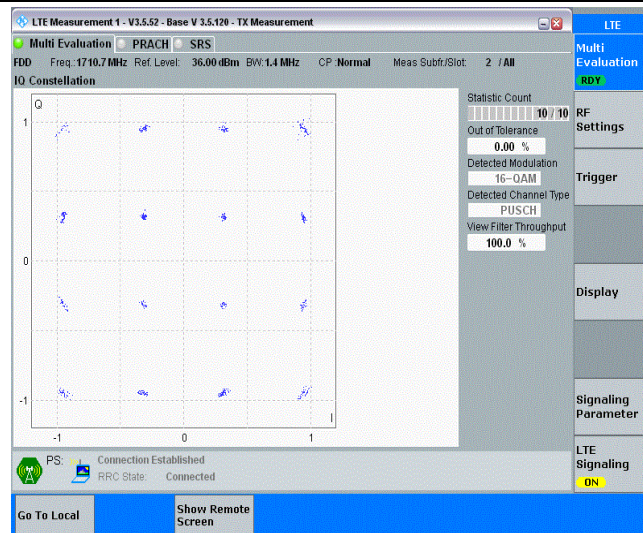 LTE Measurement 1 - V3.5.52 - Base V 3.5.120 - TX Measurement
LTE
Multi Evaluation PRACH SRS
FDD Freq.:1710.7 MHz Ref. Level: 36.00 dBm BW:1.4 MHz CP :Normal Meas Subfr./Slot: 2 / All
IQ Constellation
Q
1
0
-1
-1 0 1
I
Statistic Count
10 / 10
Out of Tolerance
0.00 %
Detected Modulation
16-QAM
Detected Channel Type
PUSCH
View Filter Throughput
100.0 %
Multi
Evaluation
RDY
RF
Settings
Trigger
Display
Signaling
Parameter
LTE
Signaling
ON
PS: Connection Established
RRC State: Connected
Go To Local
Show Remote
Screen